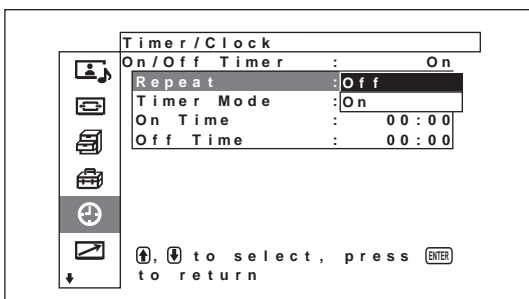 Timer/Clock
On/Off Timer : On
Repeat : Off
Timer Mode : On
On Time : 00:00
Off Time : 00:00
, to select, press ENTER
to return